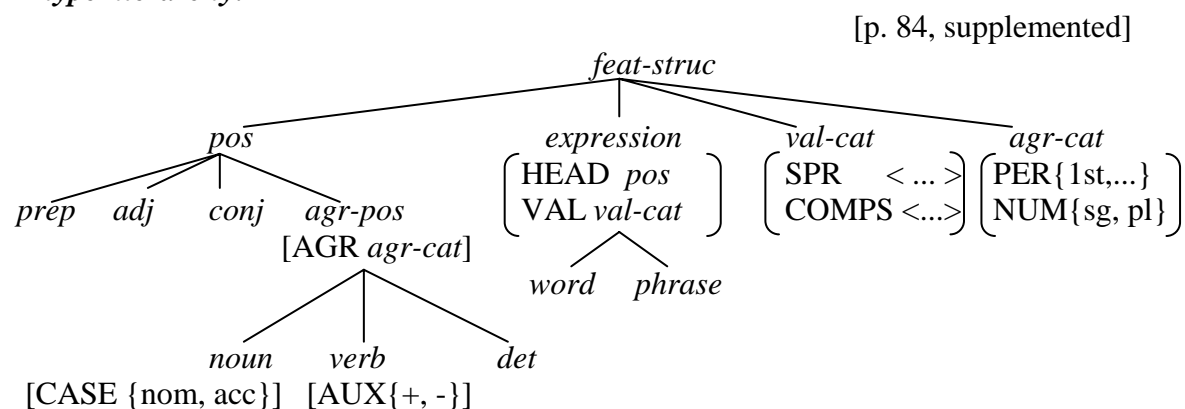 [p. 84, supplemented]
feat-struc
pos expression val-cat agr-cat
HEAD pos SPR < ... > PER{1st,...}
prep adj conj agr-pos VAL val-cat COMPS <...> NUM{sg, pl}
[AGR agr-cat]
word phrase
noun verb det
[CASE {nom, acc}] [AUX{+, -}]